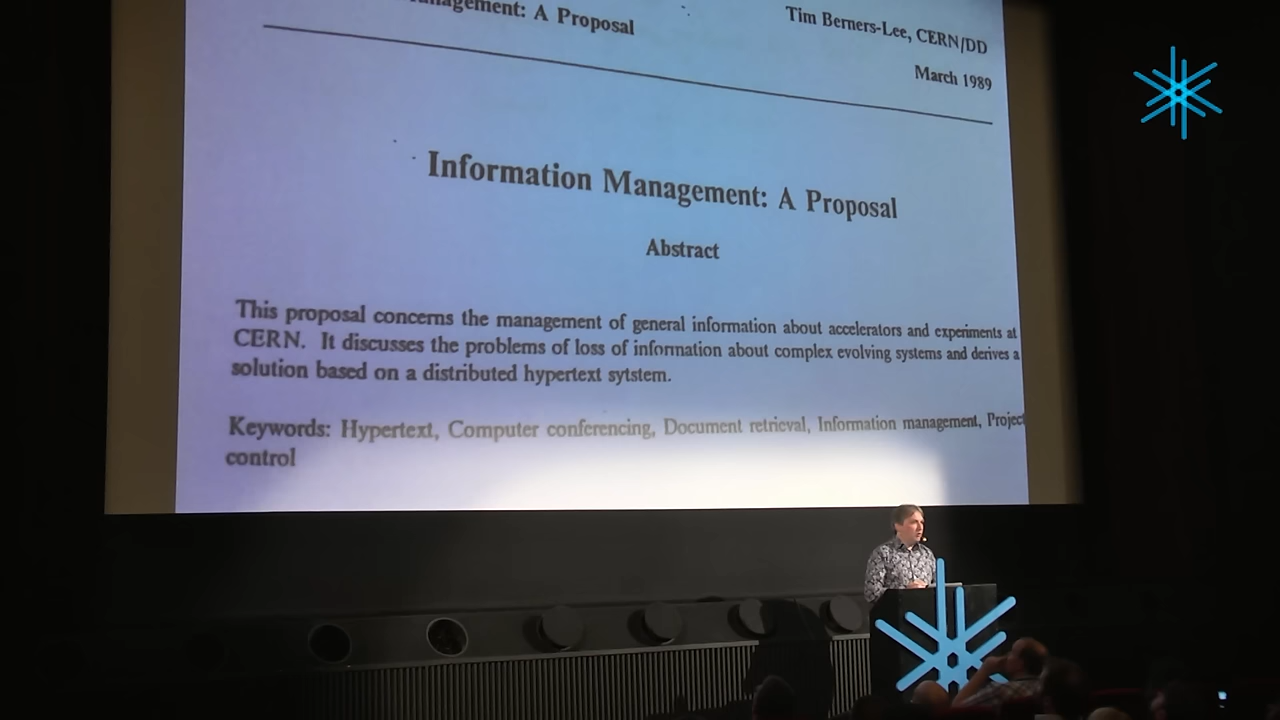 : A Proposal
Tim Berners-Lee, CERN/DD
March 1989
Information Management: A Proposal
Abstract
This proposal concerns the management of general information about accelerators and experiments at
CERN. It discusses the problems of loss of information about complex evolving systems and derives a
solution based on a distributed hypertext sytstem.
Keywords: Hypertext, Computer conferencing, Document retrieval, Information management, Project
control